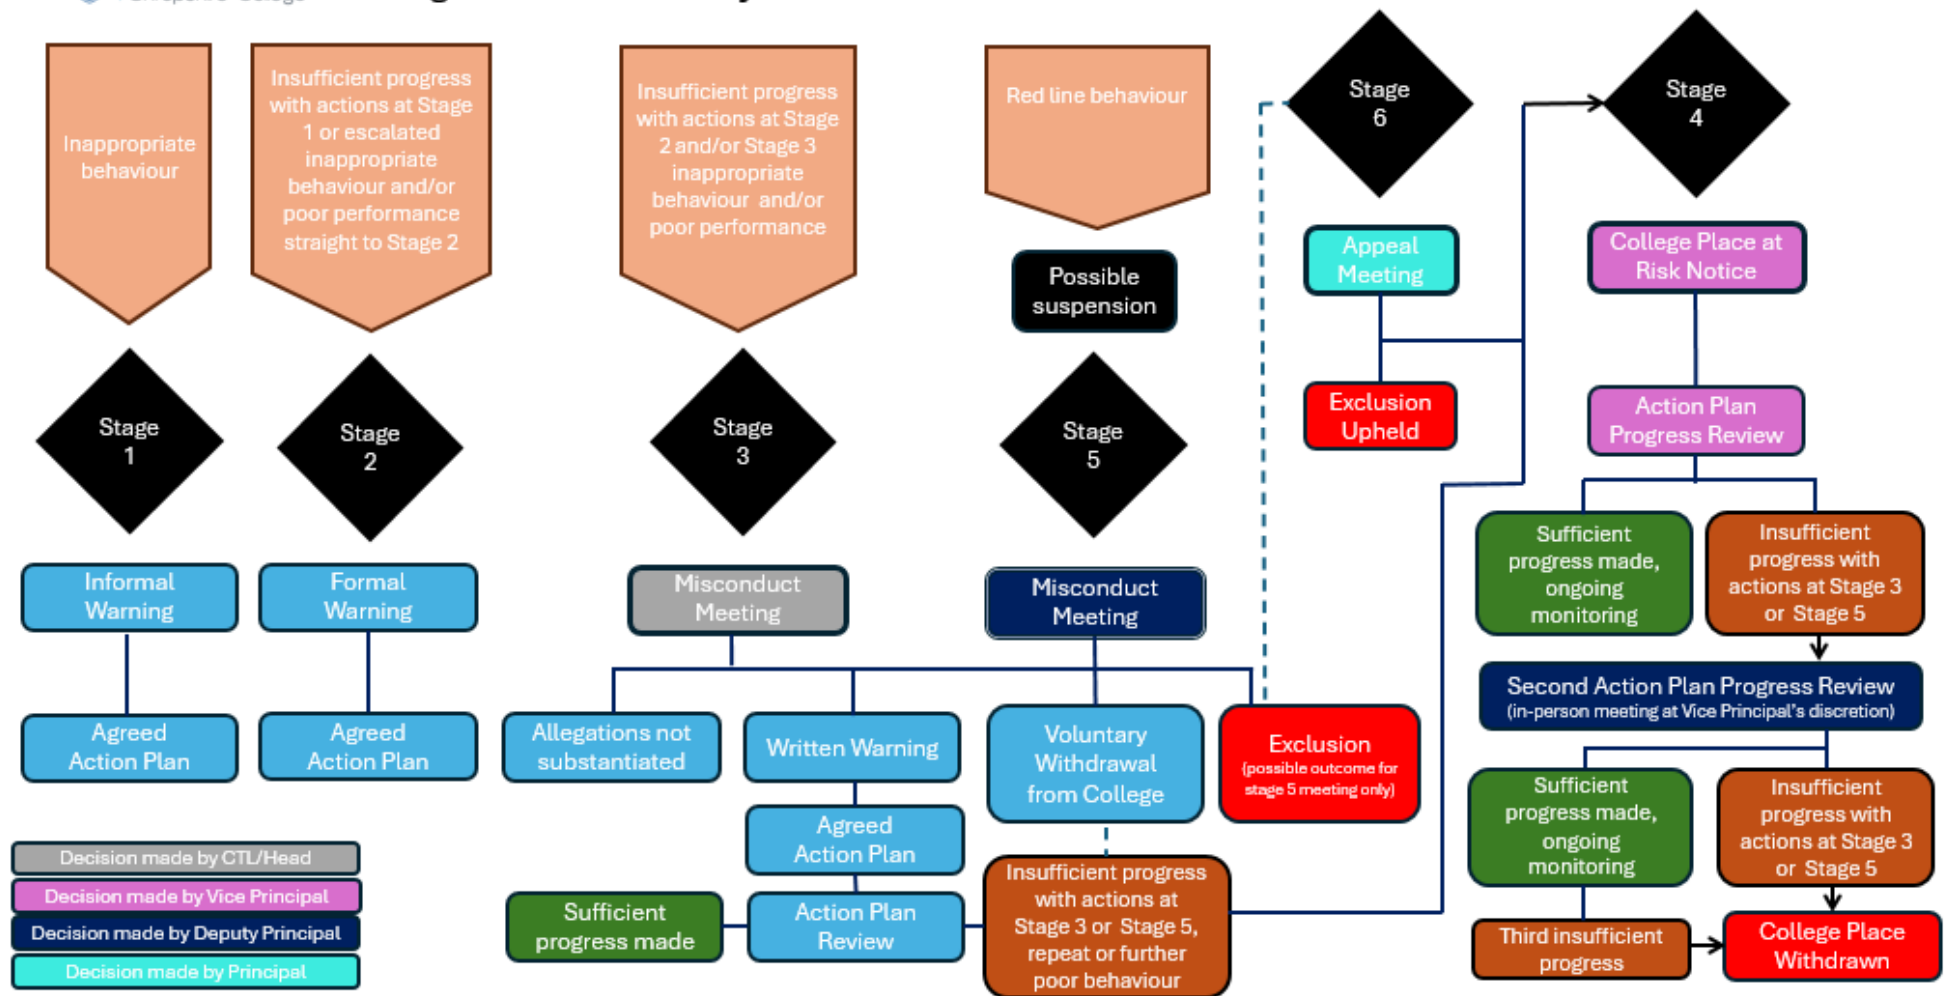 Inappropriate
behaviour
Insufficient progress
with actions at Stage
1 or escalated
inappropriate
behaviour and/or
poor performance
straight to Stage 2
Insufficient progress
with actions at Stage
2 and/or Stage 3
inappropriate
behaviour and/or
poor performance
Red line behaviour
Possible
suspension
Stage
1
Stage
2
Stage
3
Stage
5
Stage
6
Stage
4
Informal
Warning
Agreed
Action Plan
Formal
Warning
Agreed
Action Plan
Misconduct
Meeting
Misconduct
Meeting
Allegations not
substantiated
Written Warning
Voluntary
Withdrawal
from College
Exclusion
(possible outcome for
stage 5 meeting only)
Agreed
Action Plan
Sufficient
progress made
Action Plan
Review
Insufficient progress
with actions at
Stage 3 or Stage 5,
repeat or further
poor behaviour
Appeal
Meeting
Exclusion
Upheld
College Place at
Risk Notice
Action Plan
Progress Review
Sufficient
progress made,
ongoing
monitoring
Insufficient
progress with
actions at Stage 3
or Stage 5
Second Action Plan Progress Review
(in-person meeting at Vice Principal's discretion)
Sufficient
progress made,
ongoing
monitoring
Insufficient
progress with
actions at Stage 3
or Stage 5
Third insufficient
progress
College Place
Withdrawn
Decision made by CTL/Head
Decision made by Vice Principal
Decision made by Deputy Principal
Decision made by Principal